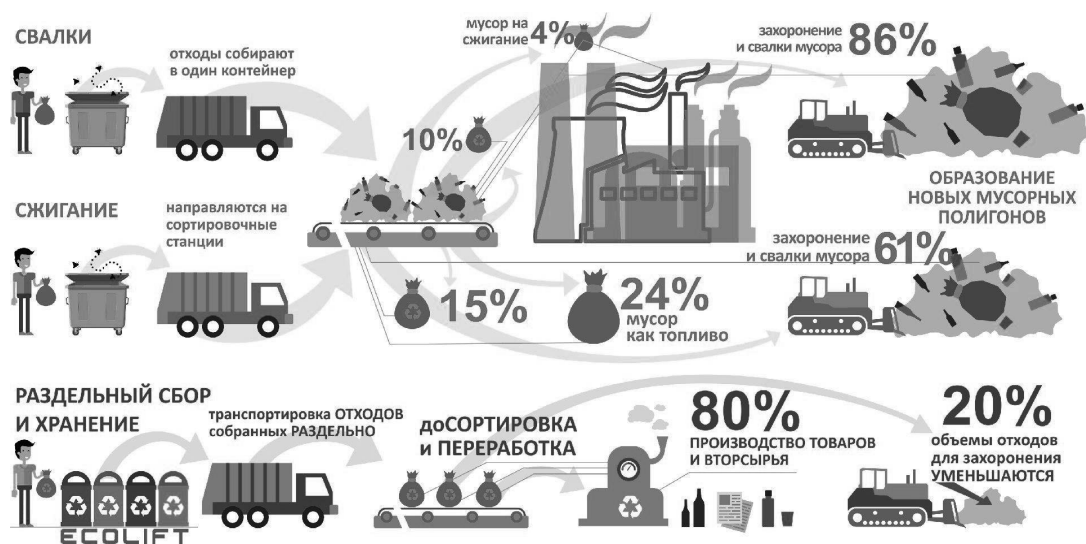 СВАЛКИ
отходы собирают
в один контейнер
10%
мусор на
сжигание 4%
захоронение
и свалки мусора 86%
ОБРАЗОВАНИЕ
НОВЫХ МУСОРНЫХ
ПОЛИГОНОВ
СЖИГАНИЕ
направляются на
сортировочные
станции
15%
24%
мусор
как топливо
захоронение
и свалки мусора 61%
РАЗДЕЛЬНЫЙ СБОР
И ХРАНЕНИЕ
транспортировка ОТХОДОВ
собранных РАЗДЕЛЬНО
доСОРТИРОВКА
и ПЕРЕРАБОТКА
80%
ПРОИЗВОДСТВО ТОВАРОВ
И ВТОРСЫРЬЯ
20%
объемы отходов
для захоронения
УМЕНЬШАЮТСЯ
ECOLIFT